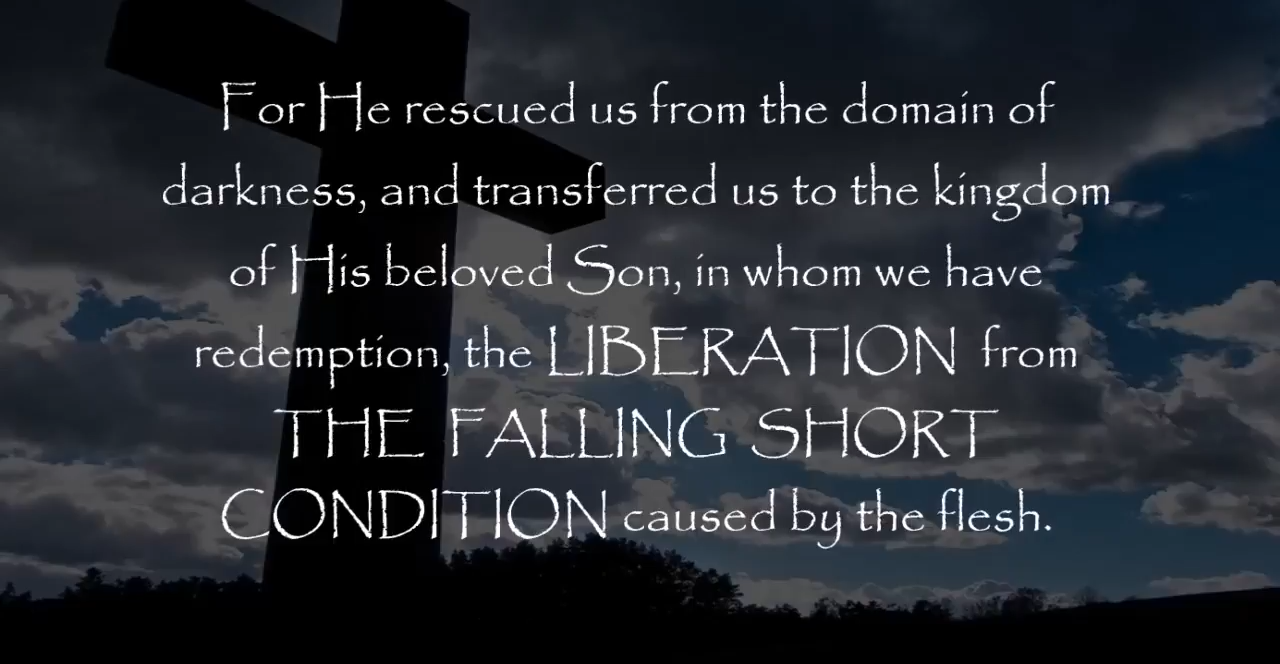 For He rescued us from the domain of
darkness, and transferred us to the kingdom
of His beloved Son, in whom we have
redemption, the LIBERATION from
THE FALLING SHORT
CONDITION caused by the flesh.